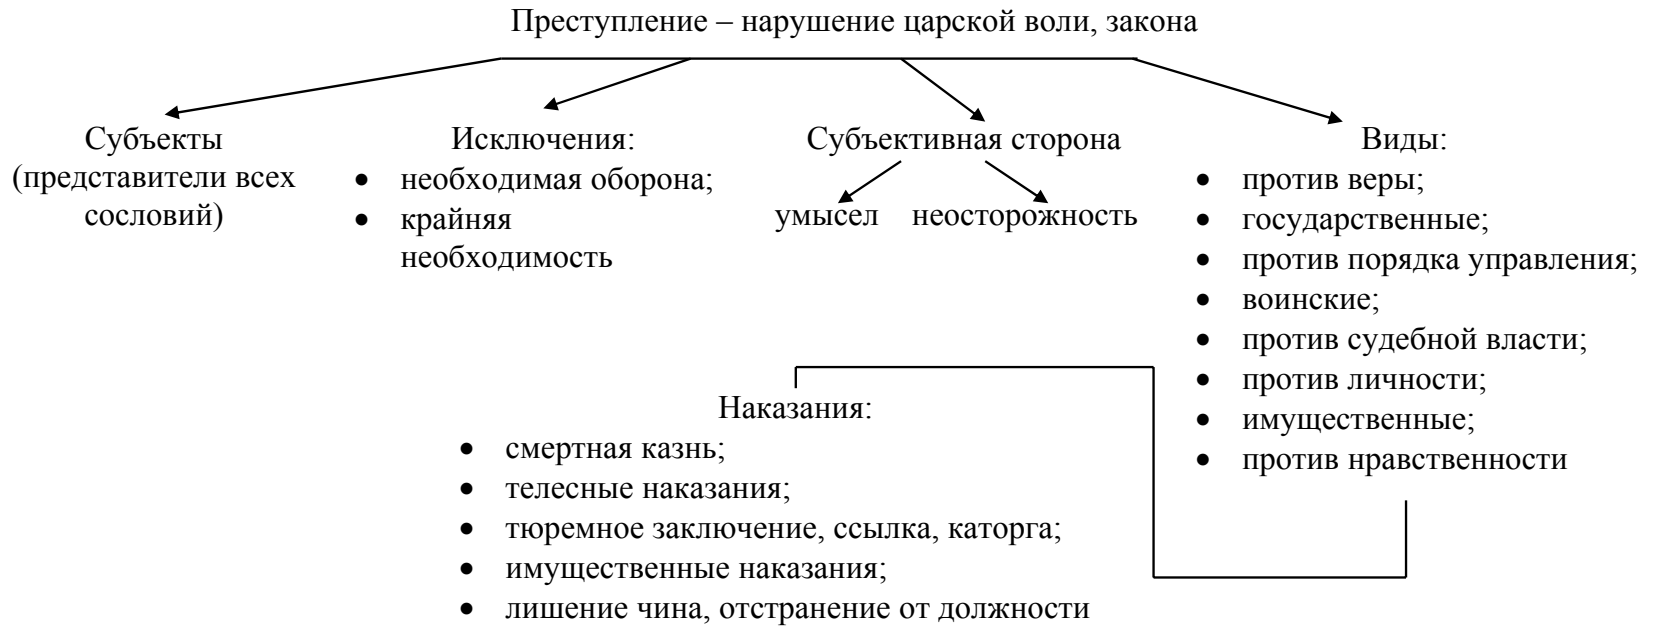 Преступление – нарушение царской воли, закона
Субъекты
(представители всех
сословий)
Исключения:
• необходимая оборона;
• крайняя
необходимость
Субъективная сторона
умысел неосторожность
Виды:
• против веры;
• государственные;
• против порядка управления;
• воинские;
• против судебной власти;
• против личности;
• имущественные;
• против нравственности
Наказания:
• смертная казнь;
• телесные наказания;
• тюремное заключение, ссылка, каторга;
• имущественные наказания;
• лишение чина, отстранение от должности